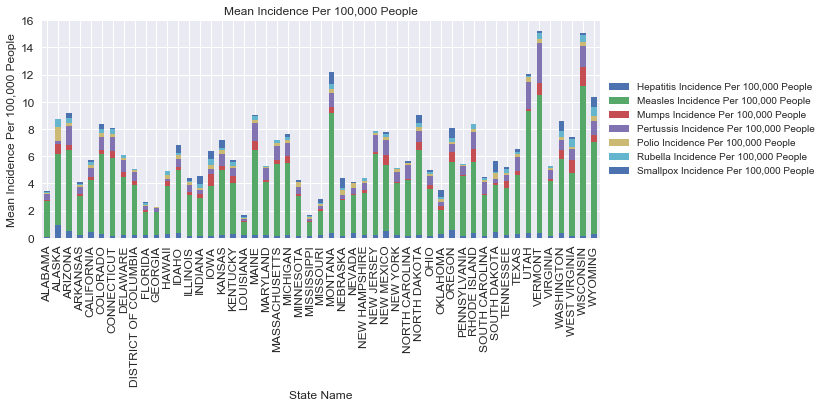 Mean Incidence Per 100,000 People
Mean Incidence Per 100,000 People
16
14
12
10
8
6
4
2
0
ALABAMA
ALASKA
ARIZONA
ARKANSAS
CALIFORNIA
COLORADO
CONNECTICUT
DELAWARE
DISTRICT OF COLUMBIA
FLORIDA
GEORGIA
HAWAII
IDAHO
ILLINOIS
INDIANA
IOWA
KANSAS
KENTUCKY
LOUISIANA
MAINE
MARYLAND
MASSACHUSETTS
MICHIGAN
MINNESOTA
MISSISSIPPI
MISSOURI
MONTANA
NEBRASKA
NEVADA
NEW HAMPSHIRE
NEW JERSEY
NEW MEXICO
NEW YORK
NORTH CAROLINA
NORTH DAKOTA
OHIO
OKLAHOMA
OREGON
PENNSYLVANIA
RHODE ISLAND
SOUTH CAROLINA
SOUTH DAKOTA
TENNESSEE
TEXAS
UTAH
VERMONT
VIRGINIA
WASHINGTON
WEST VIRGINIA
WISCONSIN
WYOMING
State Name
Hepatitis Incidence Per 100,000 People
Measles Incidence Per 100,000 People
Mumps Incidence Per 100,000 People
Pertussis Incidence Per 100,000 People
Polio Incidence Per 100,000 People
Rubella Incidence Per 100,000 People
Smallpox Incidence Per 100,000 People